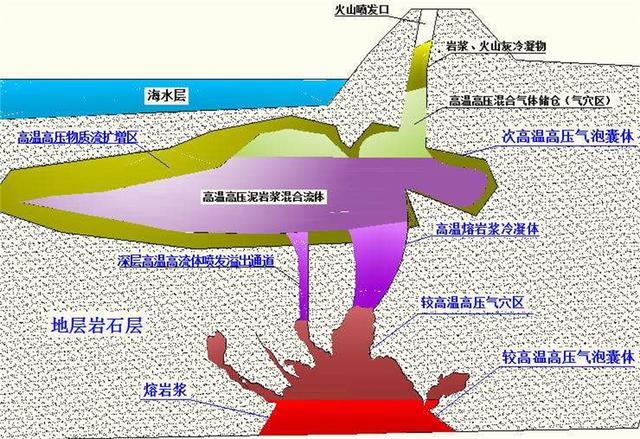 火山喷发口
岩浆、火山灰冷凝物
海水层
高温高压混合气体储仓（气穴区）
高温高压物质流扩增区
次高温高压气泡囊体
高温高压泥岩浆混合流体
高温熔岩浆冷凝体
深层高温高流体喷发溢出通道
较高温高压气穴区
地层岩石层
较高温高压气泡囊体
熔岩浆